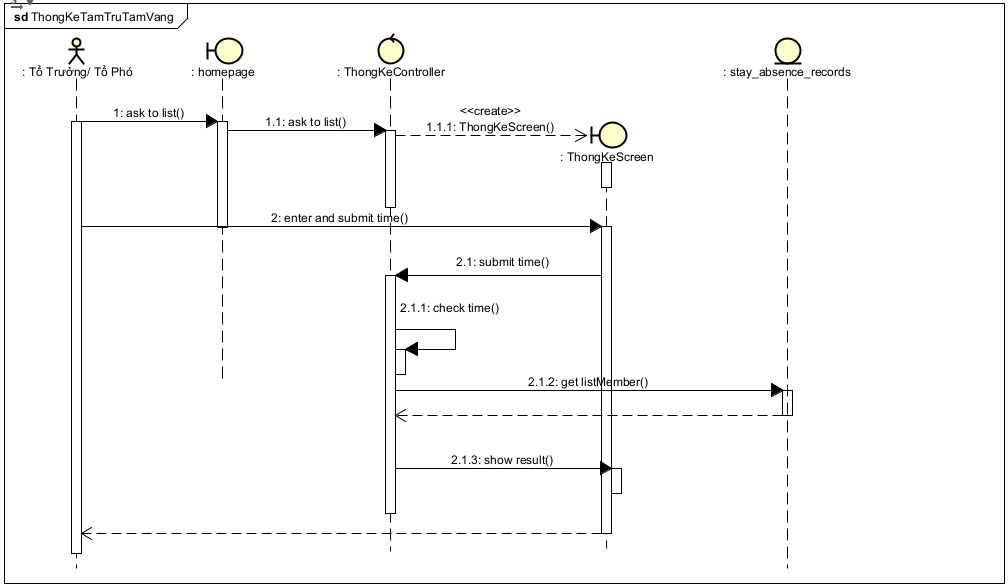 sd ThongKeTamTruTamVang
: Tổ Trưởng/ Tổ Phó
: homepage
: ThongKeController
: stay_absence_records
1: ask to list()
1.1: ask to list()
<<create>>
1.1.1: ThongKeScreen()
: ThongKeScreen
2: enter and submit time()
2.1: submit time()
2.1.1: check time()
2.1.2: get listMember()
2.1.3: show result()